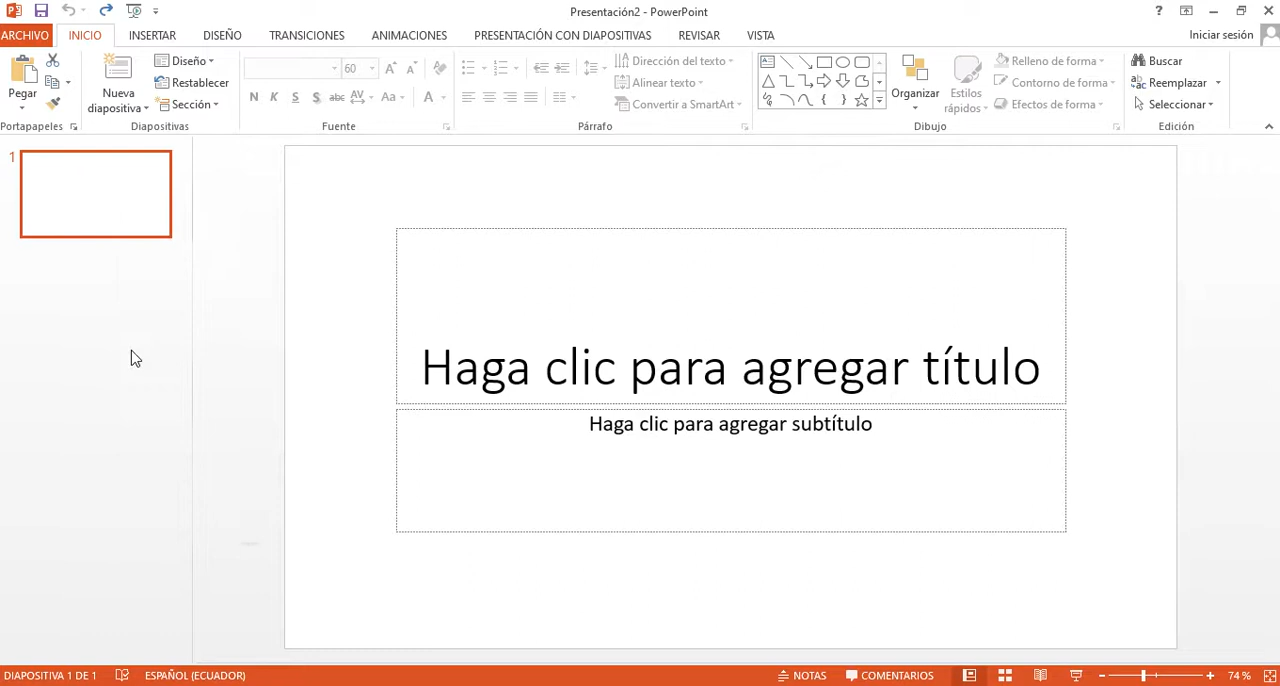 Presentación2 - PowerPoint
?
ARCHIVO INICIO INSERTAR DISEÑO TRANSICIONES ANIMACIONES PRESENTACIÓN CON DIAPOSITIVAS REVISAR VISTA Iniciar sesión
Pegar
Portapapeles
Nueva
diapositiva
Diseño
Restablecer
Sección
Diapositivas
60
N K S S abc AV Aa A
Fuente
Dirección del texto
Alinear texto
Convertir a SmartArt
Párrafo
Organizar
Estilos
rápidos
Relleno de forma
Contorno de forma
Efectos de forma
Dibujo
Buscar
Reemplazar
Seleccionar
Edición
1
Haga clic para agregar título
Haga clic para agregar subtítulo
DIAPOSITIVA 1 DE 1 ESPAÑOL (ECUADOR) NOTAS COMENTARIOS 74 %